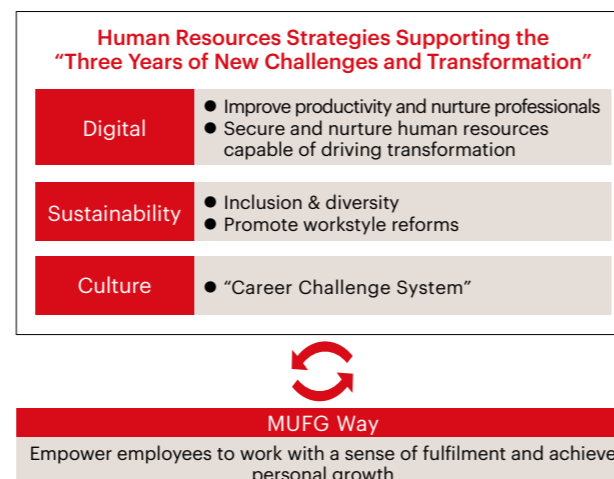 Human Resources Strategies Supporting the
“Three Years of New Challenges and Transformation”
Digital
● Improve productivity and nurture professionals
● Secure and nurture human resources
capable of driving transformation
Sustainability
● Inclusion & diversity
● Promote workstyle reforms
Culture
● “Career Challenge System”
MUFG Way
Empower employees to work with a sense of fulfilment and achieve
personal growth